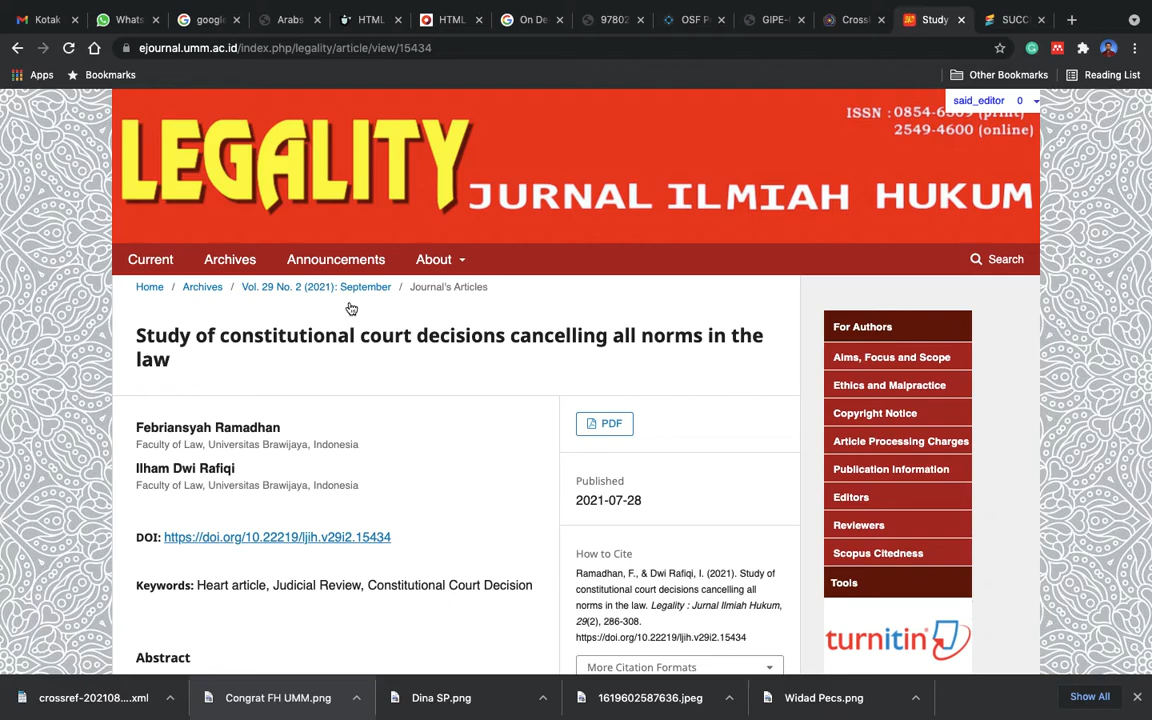 Kotak
Whats
google
Arabs
HTML
HTML
On De
97802
OSF P
GIPE-
Cross
Study
SUCC
ejournal.umm.ac.id/index.php/legality/article/view/15434
Apps
Bookmarks
Other Bookmarks
Reading List
said_editor 0
ISSN : 0854-6509 (print)
2549-4600 (online)
LEGALITY
JURNAL ILMIAH HUKUM
Current
Archives
Announcements
About
Search
Home / Archives / Vol. 29 No. 2 (2021): September / Journal's Articles
Study of constitutional court decisions cancelling all norms in the
law
Febriansyah Ramadhan
Faculty of Law, Universitas Brawijaya, Indonesia
Ilham Dwi Rafiqi
Faculty of Law, Universitas Brawijaya, Indonesia
DOI: https://doi.org/10.22219/ljih.v29i2.15434
Keywords: Heart article, Judicial Review, Constitutional Court Decision
Abstract
PDF
Published
2021-07-28
How to Cite
Ramadhan, F., & Dwi Rafiqi, I. (2021). Study of
constitutional court decisions cancelling all
norms in the law. Legality : Jurnal Ilmiah Hukum,
29(2), 286-308.
https://doi.org/10.22219/ljih.v29i2.15434
More Citation Formats
For Authors
Aims, Focus and Scope
Ethics and Malpractice
Copyright Notice
Article Processing Charges
Publication Information
Editors
Reviewers
Scopus Citedness
Tools
turnitin
crossref-202108....xml
Congrat FH UMM.png
Dina SP.png
1619602587636.jpeg
Widad Pecs.png
Show All